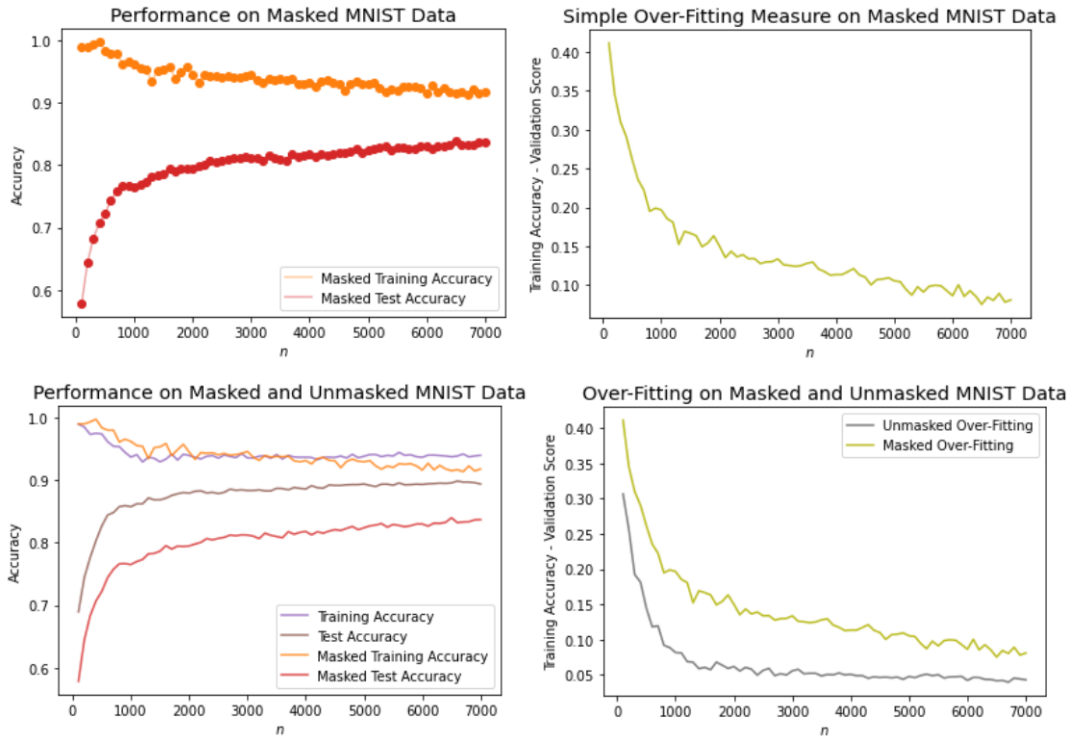 Performance on Masked MNIST Data
1.0
0.9
0.8
0.7
0.6
Accuracy
0 1000 2000 3000 4000 5000 6000 7000
n
Masked Training Accuracy
Masked Test Accuracy
Simple Over-Fitting Measure on Masked MNIST Data
0.40
0.35
0.30
0.25
0.20
0.15
0.10
Training Accuracy - Validation Score
0 1000 2000 3000 4000 5000 6000 7000
n
Performance on Masked and Unmasked MNIST Data
1.0
0.9
0.8
0.7
0.6
Accuracy
0 1000 2000 3000 4000 5000 6000 7000
n
Training Accuracy
Test Accuracy
Masked Training Accuracy
Masked Test Accuracy
Over-Fitting on Masked and Unmasked MNIST Data
0.40
0.35
0.30
0.25
0.20
0.15
0.10
0.05
Training Accuracy - Validation Score
0 1000 2000 3000 4000 5000 6000 7000
n
Unmasked Over-Fitting
Masked Over-Fitting